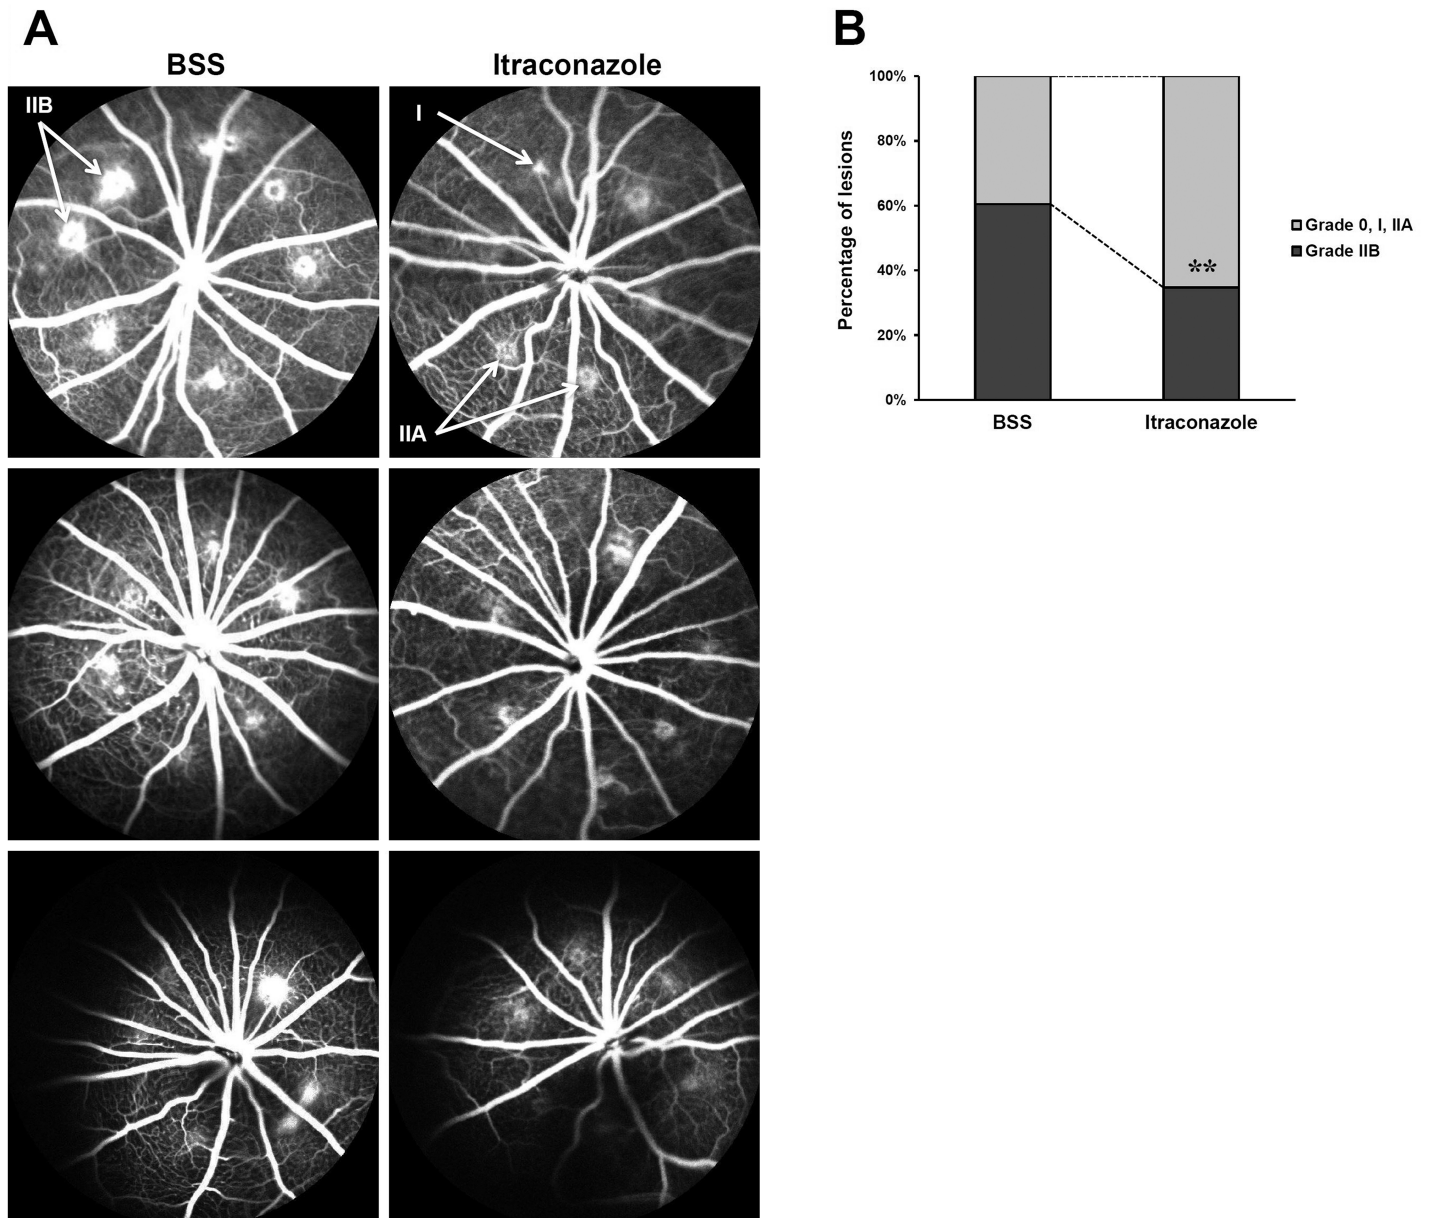 A
BSS
Itraconazole
IIB
I
IIA
B
Percentage of lesions
100%
80%
60%
40%
20%
0%
**
BSS
Itraconazole
Grade 0, I, IIA
Grade IIB